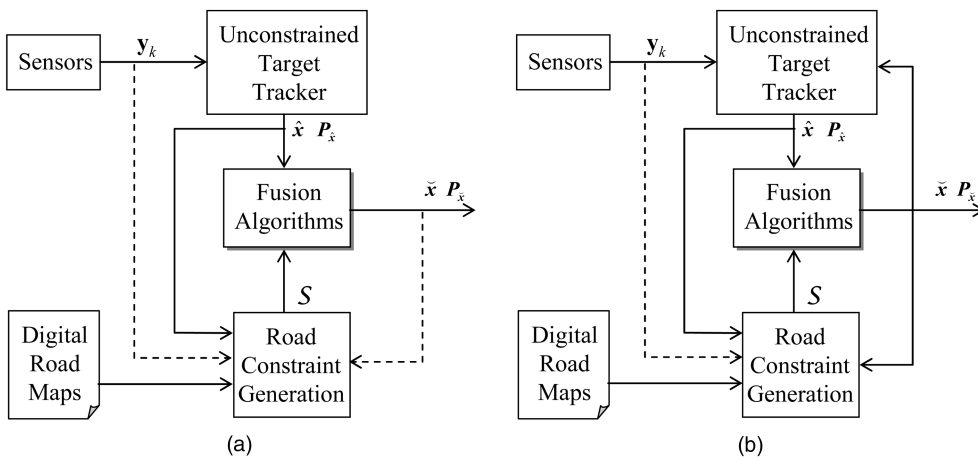 Sensors
y_k
Unconstrained
Target
Tracker
x̂ P_x̂
Fusion
Algorithms
x̆ P_x̆
S
Digital
Road
Maps
Road
Constraint
Generation
(a)
Sensors
y_k
Unconstrained
Target
Tracker
x̂ P_x̂
Fusion
Algorithms
x̆ P_x̆
S
Digital
Road
Maps
Road
Constraint
Generation
(b)